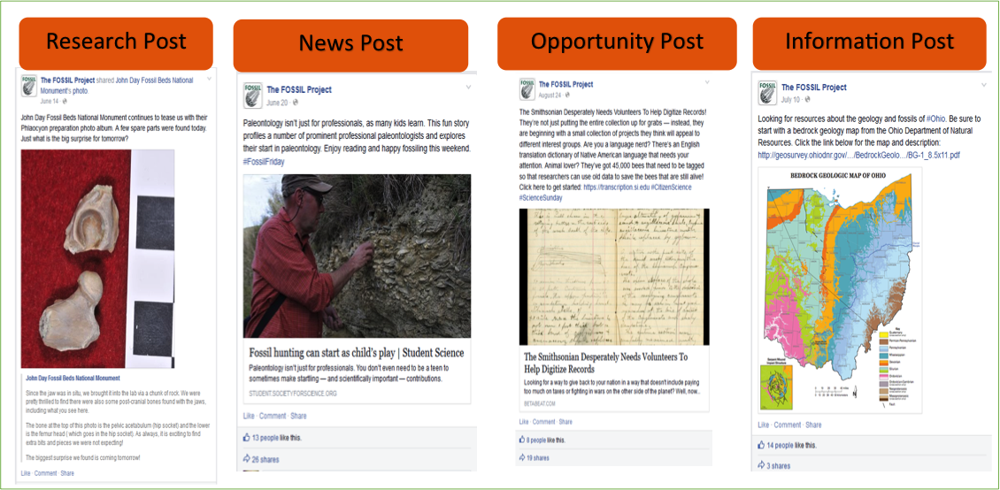 Research Post
The FOSSIL Project shared John Day Fossil Beds National
Monument's photo.
June 14
John Day Fossil Beds National Monument continues to tease us with their
Phlaocyon preparation photo album. A few spare parts were found today.
Just what is the big surprise for tomorrow?
John Day Fossil Beds National Monument
Since the jaw was in situ, we brought it into the lab via a chunk of rock. We were
pretty thrilled to find there were also some post-cranial bones found with the jaws,
including what you see here.
The bone at the top of this photo is the pelvic acetabulum (hip socket) and the lower
is the femur head ( which goes in the hip socket). As always, it is exciting to find
extra bits and pieces we were not expecting!
The biggest surprise we found is coming tomorrow!
Like · Comment · Share
News Post
FOSSIL
The FOSSIL Project
June 20
Paleontology isn't just for professionals, as many kids learn. This fun story
profiles a number of prominent professional paleontologists and explores
their start in paleontology. Enjoy reading and happy fossiling this weekend.
#FossilFriday
Fossil hunting can start as child's play | Student Science
Paleontology isn't just for professionals. You don't even need to be a teen to
sometimes make startling — and scientifically important — contributions.
STUDENT.SOCIETYFORSCIENCE.ORG
Like · Comment · Share
13 people like this.
26 shares
Opportunity Post
FOSSIL
The FOSSIL Project
August 24
The Smithsonian Desperately Needs Volunteers To Help Digitize Records!
They're not just putting the entire collection up for grabs — instead, they
are beginning with a small collection of projects they think will appeal to
different interest groups. Are you a language nerd? There's an English
translation dictionary of Native American language that needs your
attention. Animal lover? They've got 45,000 bees that need to be tagged
so that researchers can use old data to save the bees that are still alive!
Click here to get started. https://transcription.si.edu #CitizenScience
#ScienceSunday
The Smithsonian Desperately Needs Volunteers To
Help Digitize Records
Looking for a way to give back to your nation in a way that doesn't include paying
too much on taxes or fighting in wars on the other side of the planet? Well, now...
BETABEAT.COM
Like · Comment · Share
8 people like this.
19 shares
Information Post
FOSSIL
The FOSSIL Project
July 10
Looking for resources about the geology and fossils of #Ohio. Be sure to
start with a bedrock geology map from the Ohio Department of Natural
Resources. Click the link below for the map and description:
http://geosurvey.ohiodnr.gov/…/BedrockGeolo…/BG-1_8.5x11.pdf
BEDROCK GEOLOGIC MAP OF OHIO
Like · Comment · Share
14 people like this.
3 shares